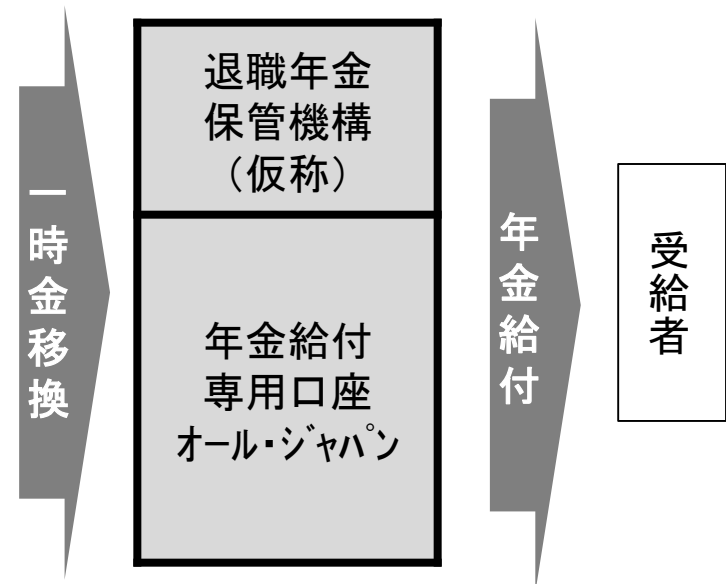 一時金移換
退職年金
保管機構
（仮称）
年金給付
専用口座
オール・ジャパン
年金給付
受給者